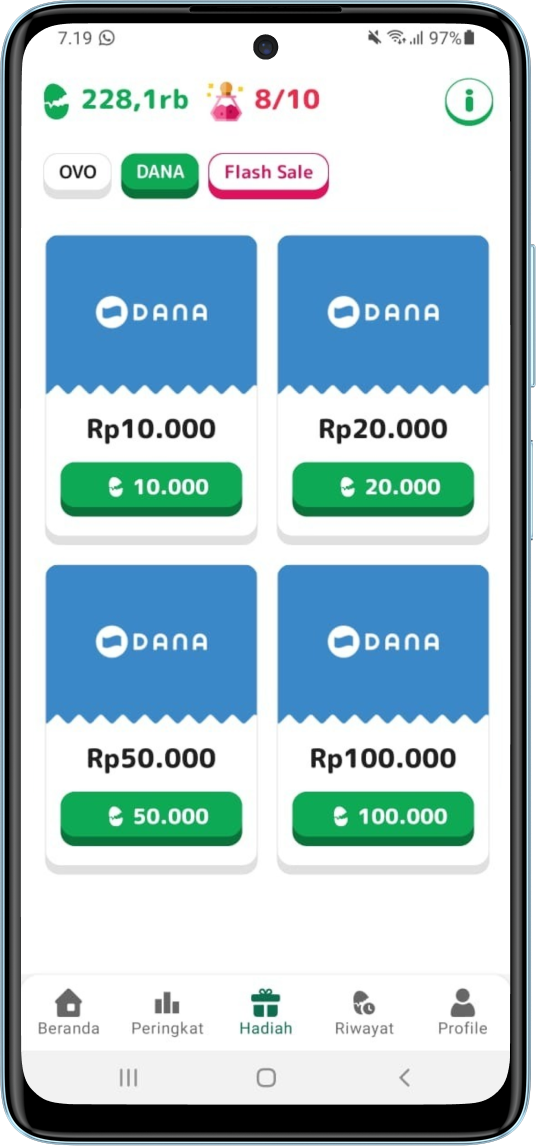 7.19 97%
228,1rb 8/10
OVO DANA Flash Sale
DANA DANA
Rp10.000 Rp20.000
10.000 20.000
DANA DANA
Rp50.000 Rp100.000
50.000 100.000
Beranda Peringkat Hadiah Riwayat Profile